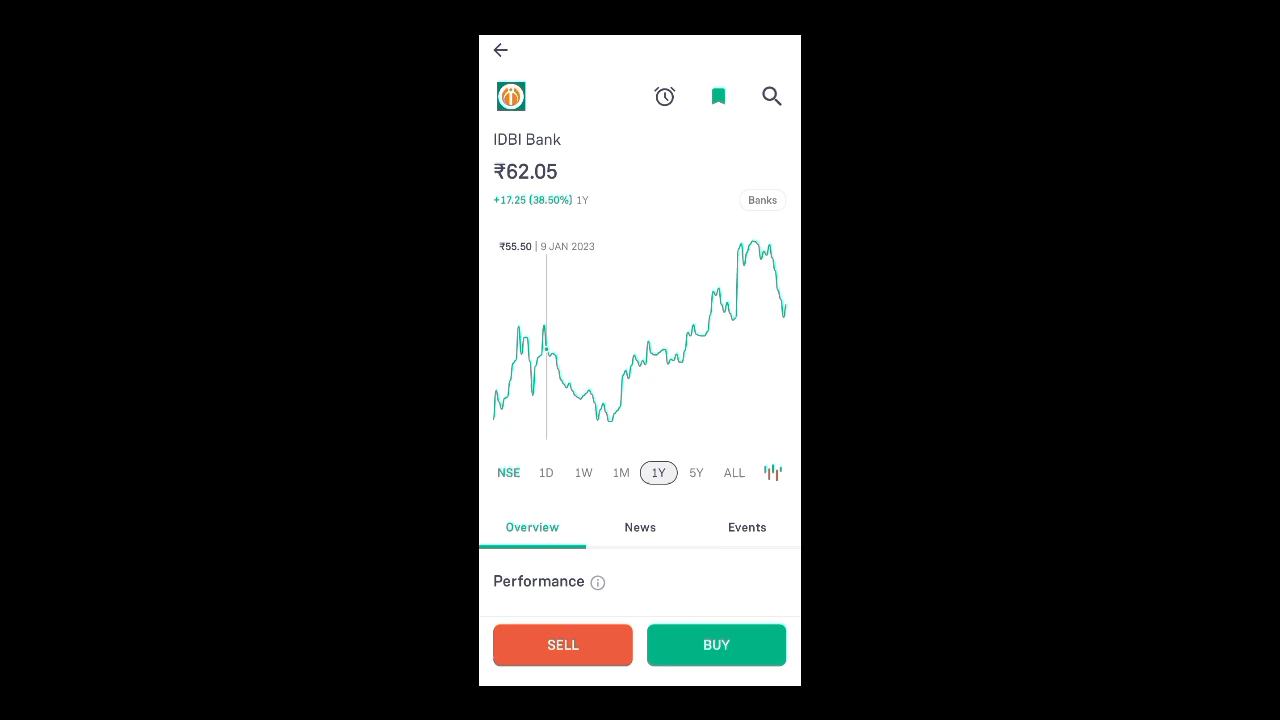 IDBI Bank
₹62.05
+17.25 (38.50%) 1Y
Banks
₹55.50 | 9 JAN 2023
NSE 1D 1W 1M 1Y 5Y ALL
Overview News Events
Performance
SELL BUY